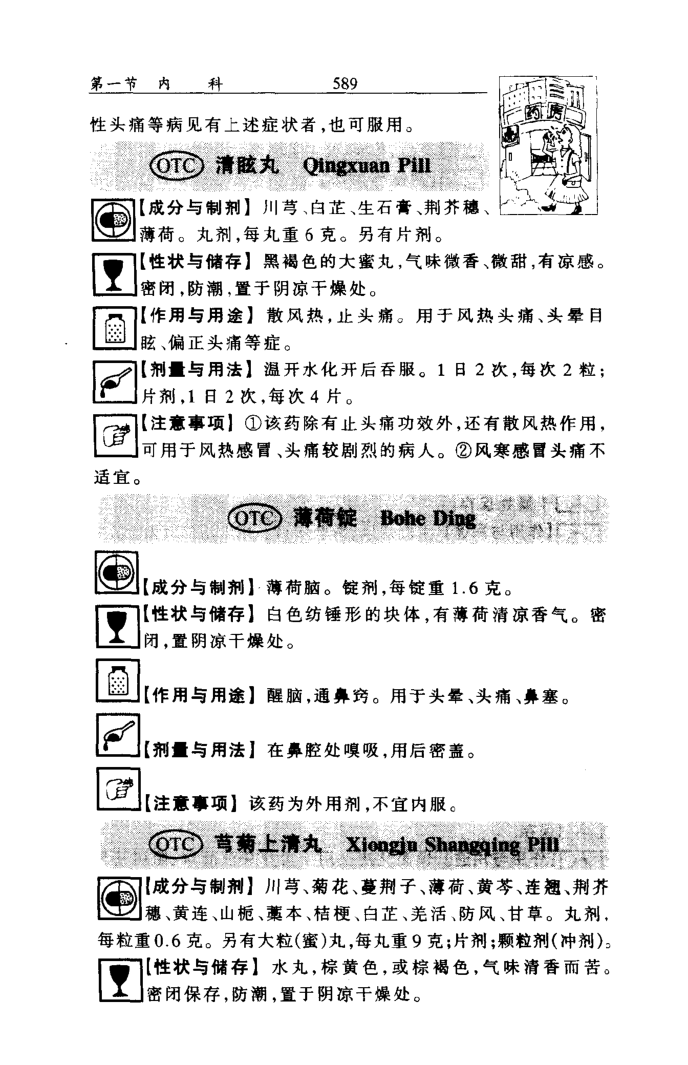 第一节 内 科 589
药房
性头痛等病见有上述症状者,也可服用。
OTC 清眩丸 Qingxuan Pill
【成分与制剂】川芎、白芷、生石膏、荆芥穗、
薄荷。丸剂,每丸重6克。另有片剂。
【性状与储存】黑褐色的大蜜丸,气味微香、微甜,有凉感。
密闭,防潮,置于阴凉干燥处。
【作用与用途】散风热,止头痛。用于风热头痛、头晕目
眩、偏正头痛等症。
【剂量与用法】温开水化开后吞服。1日2次,每次2粒;
片剂,1日2次,每次4片。
【注意事项】①该药除有止头痛功效外,还有散风热作用,
可用于风热感冒、头痛较剧烈的病人。②风寒感冒头痛不
适宜。
OTC 薄荷锭 Bohe Ding
【成分与制剂】薄荷脑。锭剂,每锭重1.6克。
【性状与储存】白色纺锤形的块体,有薄荷清凉香气。密
闭,置阴凉干燥处。
【作用与用途】醒脑,通鼻窍。用于头晕、头痛、鼻塞。
【剂量与用法】在鼻腔处嗅吸,用后密盖。
【注意事项】该药为外用剂,不宜内服。
OTC 芎菊上清丸 Xiongju Shangqing Pill
【成分与制剂】川芎、菊花、蔓荆子、薄荷、黄芩、连翘、荆芥
穗、黄连、山栀、藁本、桔梗、白芷、羌活、防风、甘草。丸剂,
每粒重0.6克。另有大粒(蜜)丸,每丸重9克;片剂;颗粒剂(冲剂)。
【性状与储存】水丸,棕黄色,或棕褐色,气味清香而苦。
密闭保存,防潮,置于阴凉干燥处。